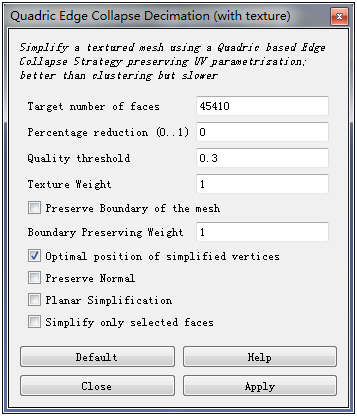 Quadric Edge Collapse Decimation (with texture)
Simplify a textured mesh using a Quadric based Edge
Collapse Strategy preserving UV parametrization;
better than clustering but slower
Target number of faces 45410
Percentage reduction (0..1) 0
Quality threshold 0.3
Texture Weight 1
Preserve Boundary of the mesh
Boundary Preserving Weight 1
Optimal position of simplified vertices
Preserve Normal
Planar Simplification
Simplify only selected faces
Default Help
Close Apply